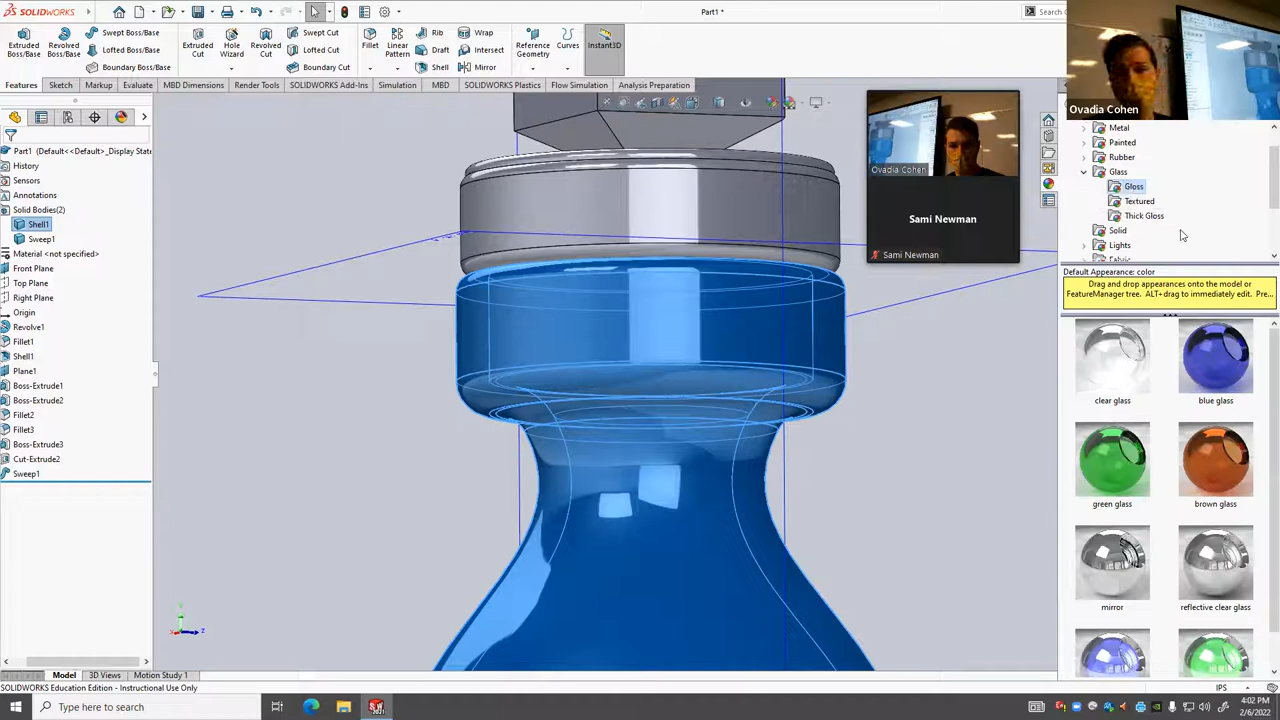 SOLIDWORKS
Part1 *
Search Co
Extruded Boss/Base
Revolved Boss/Base
Swept Boss/Base
Lofted Boss/Base
Boundary Boss/Base
Extruded Cut
Hole Wizard
Revolved Cut
Swept Cut
Lofted Cut
Boundary Cut
Fillet
Linear Pattern
Rib
Draft
Shell
Wrap
Intersect
Mirror
Reference Geometry
Curves
Instant3D
Features
Sketch
Markup
Evaluate
MBD Dimensions
Render Tools
SOLIDWORKS Add-Ins
Simulation
MBD
SOLIDWORKS Plastics
Flow Simulation
Analysis Preparation
Part1 (Default<<Default>_Display State
History
Sensors
Annotations
Solid Bodies(2)
Shell1
Sweep1
Material <not specified>
Front Plane
Top Plane
Right Plane
Origin
Revolve1
Fillet1
Shell1
Plane1
Boss-Extrude1
Boss-Extrude2
Fillet2
Fillet3
Boss-Extrude3
Cut-Extrude2
Sweep1
Ovadia Cohen
Sami Newman
Sami Newman
Ovadia Cohen
Metal
Painted
Rubber
Glass
Gloss
Textured
Thick Gloss
Solid
Lights
Fabric
Default Appearance: color
Drag and drop appearances onto the model or
FeatureManager tree. ALT+drag to immediately edit. Pre...
clear glass
blue glass
green glass
brown glass
mirror
reflective clear glass
Model
3D Views
Motion Study 1
SOLIDWORKS Education Edition - Instructional Use Only
IPS
Type here to search
4:02 PM
2/6/2022